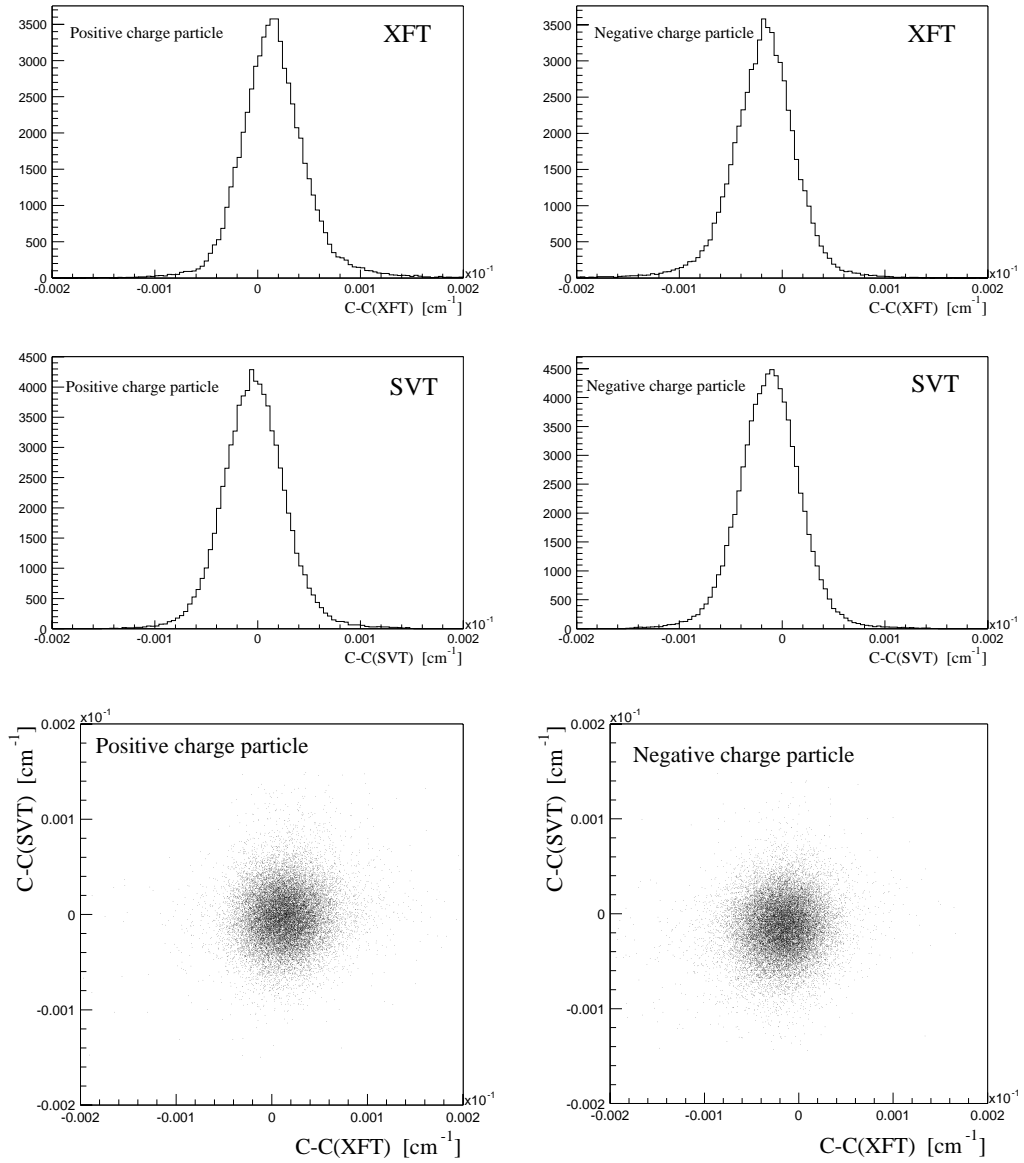 Positive charge particle XFT
3500
3000
2500
2000
1500
1000
500
0
-0.002 -0.001 0 0.001 0.002
x10-1
C-C(XFT) [cm-1]
Negative charge particle XFT
3500
3000
2500
2000
1500
1000
500
0
-0.002 -0.001 0 0.001 0.002
x10-1
C-C(XFT) [cm-1]
Positive charge particle SVT
4500
4000
3500
3000
2500
2000
1500
1000
500
0
-0.002 -0.001 0 0.001 0.002
x10-1
C-C(SVT) [cm-1]
Negative charge particle SVT
4500
4000
3500
3000
2500
2000
1500
1000
500
0
-0.002 -0.001 0 0.001 0.002
x10-1
C-C(SVT) [cm-1]
x10-1
Positive charge particle
C-C(SVT) [cm-1]
0.002
0.001
0
-0.001
-0.002
-0.002 -0.001 0 0.001 0.002
x10-1
C-C(XFT) [cm-1]
x10-1
Negative charge particle
C-C(SVT) [cm-1]
0.002
0.001
0
-0.001
-0.002
-0.002 -0.001 0 0.001 0.002
x10-1
C-C(XFT) [cm-1]